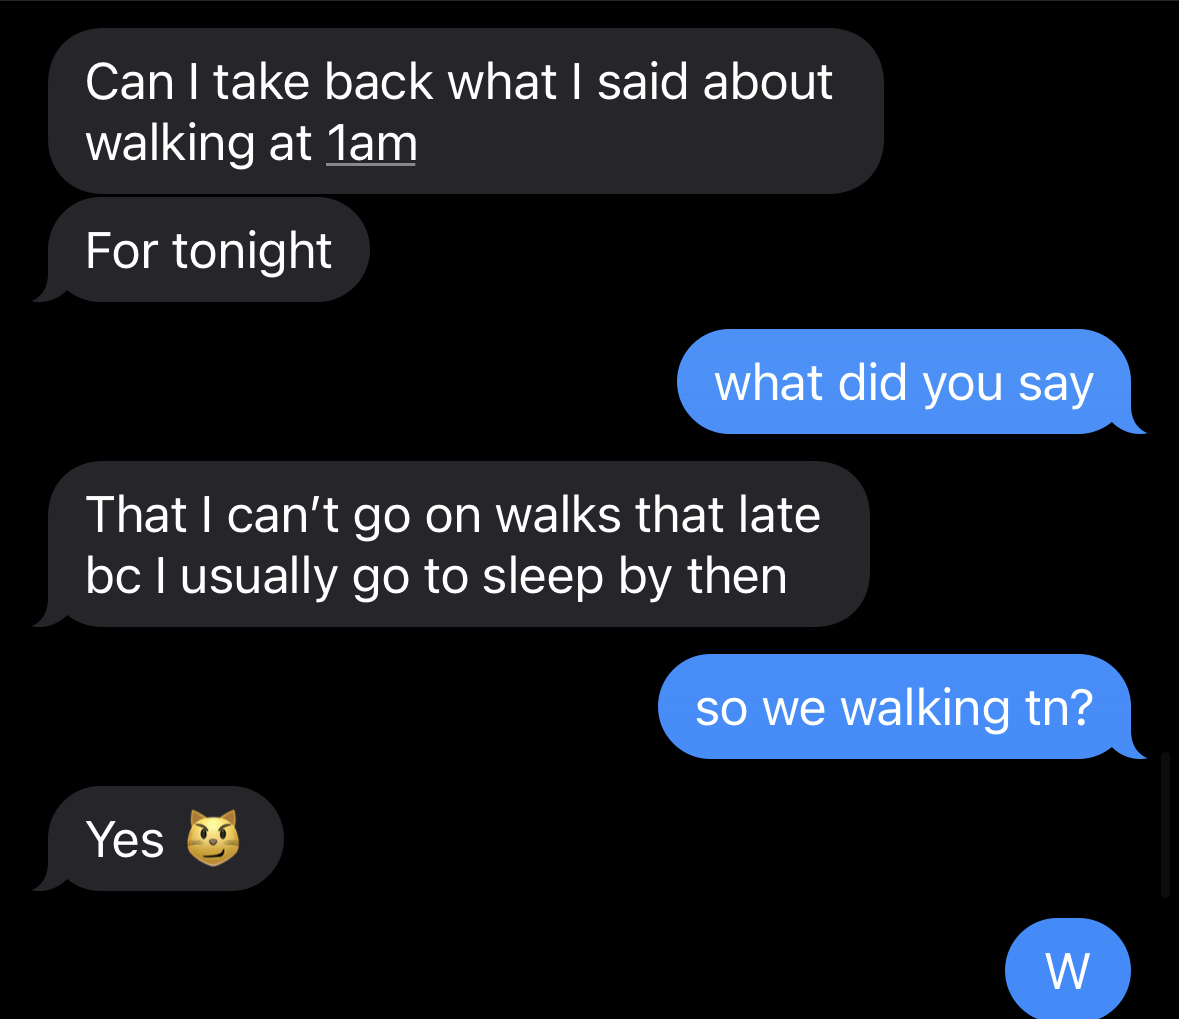 Can I take back what I said about
walking at 1am
For tonight
what did you say
That I can’t go on walks that late
bc I usually go to sleep by then
so we walking tn?
Yes 😼
W